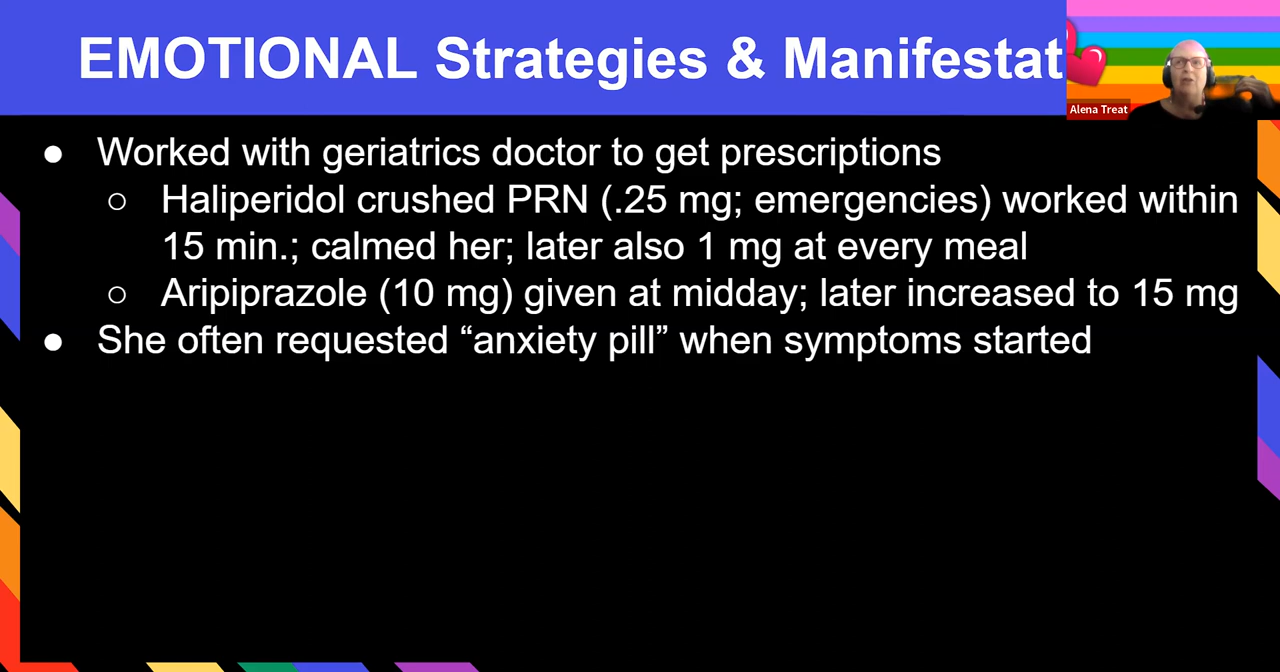 EMOTIONAL Strategies & Manifestat
Alena Treat
● Worked with geriatrics doctor to get prescriptions
○ Haliperidol crushed PRN (.25 mg; emergencies) worked within
15 min.; calmed her; later also 1 mg at every meal
○ Aripiprazole (10 mg) given at midday; later increased to 15 mg
● She often requested “anxiety pill” when symptoms started